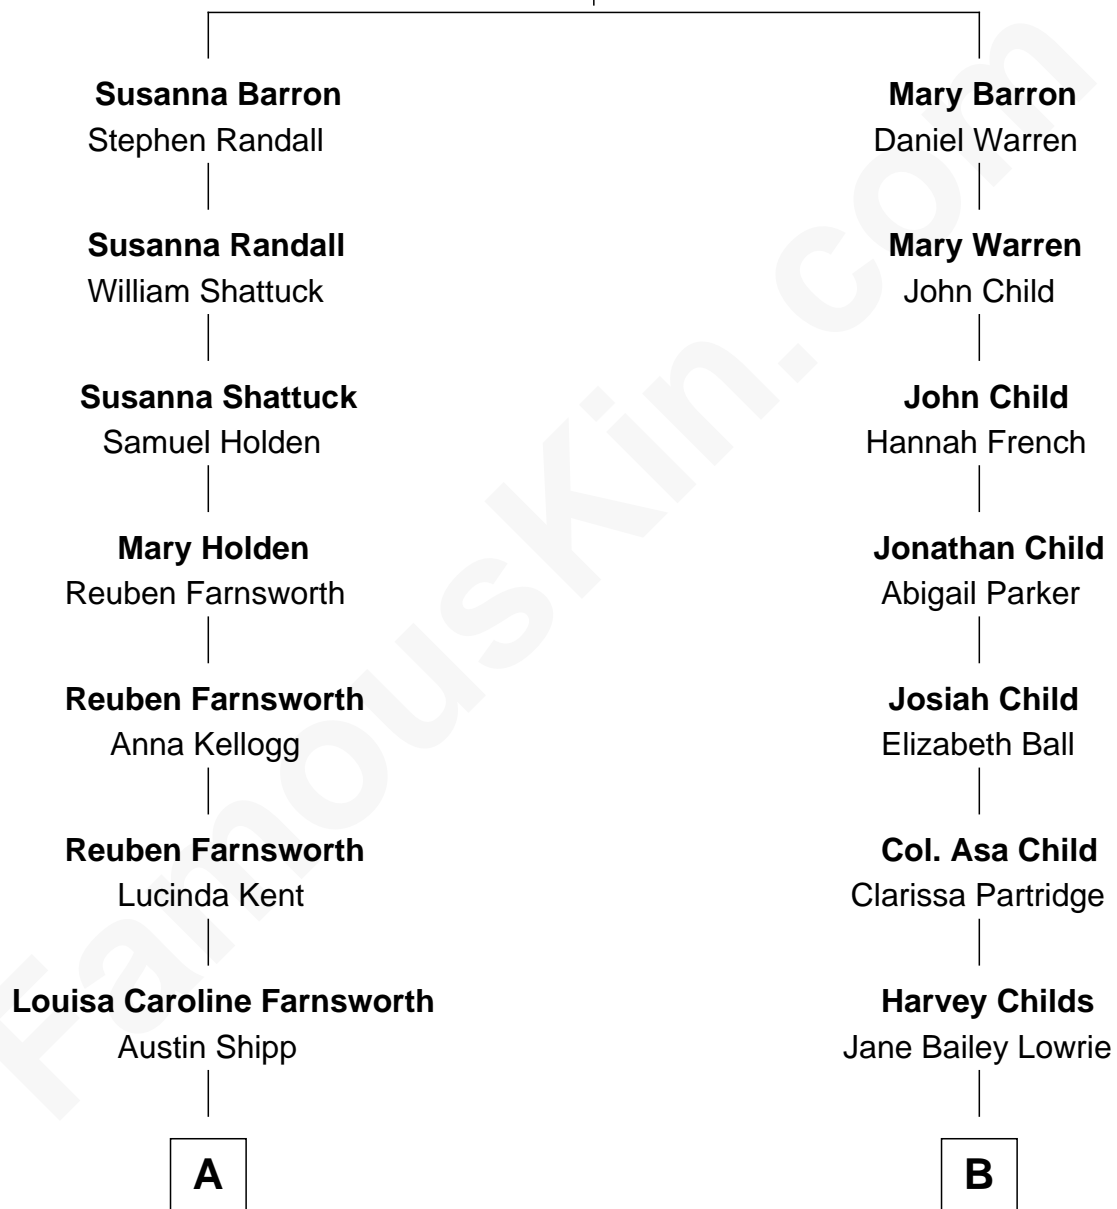 Susanna Barron
Stephen Randall
Susanna Randall
William Shattuck
Susanna Shattuck
Samuel Holden
Mary Holden
Reuben Farnsworth
Reuben Farnsworth
Anna Kellogg
Reuben Farnsworth
Lucinda Kent
Louisa Caroline Farnsworth
Austin Shipp
A
Mary Barron
Daniel Warren
Mary Warren
John Child
John Child
Hannah French
Jonathan Child
Abigail Parker
Josiah Child
Elizabeth Ball
Col. Asa Child
Clarissa Partridge
Harvey Childs
Jane Bailey Lowrie
B
FamousKin.com